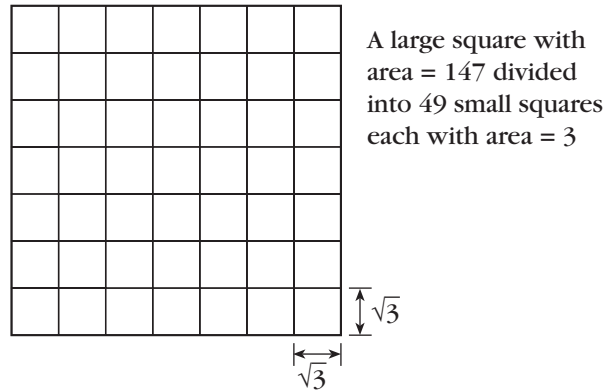 A large square with
area = 147 divided
into 49 small squares
each with area = 3
√3
√3